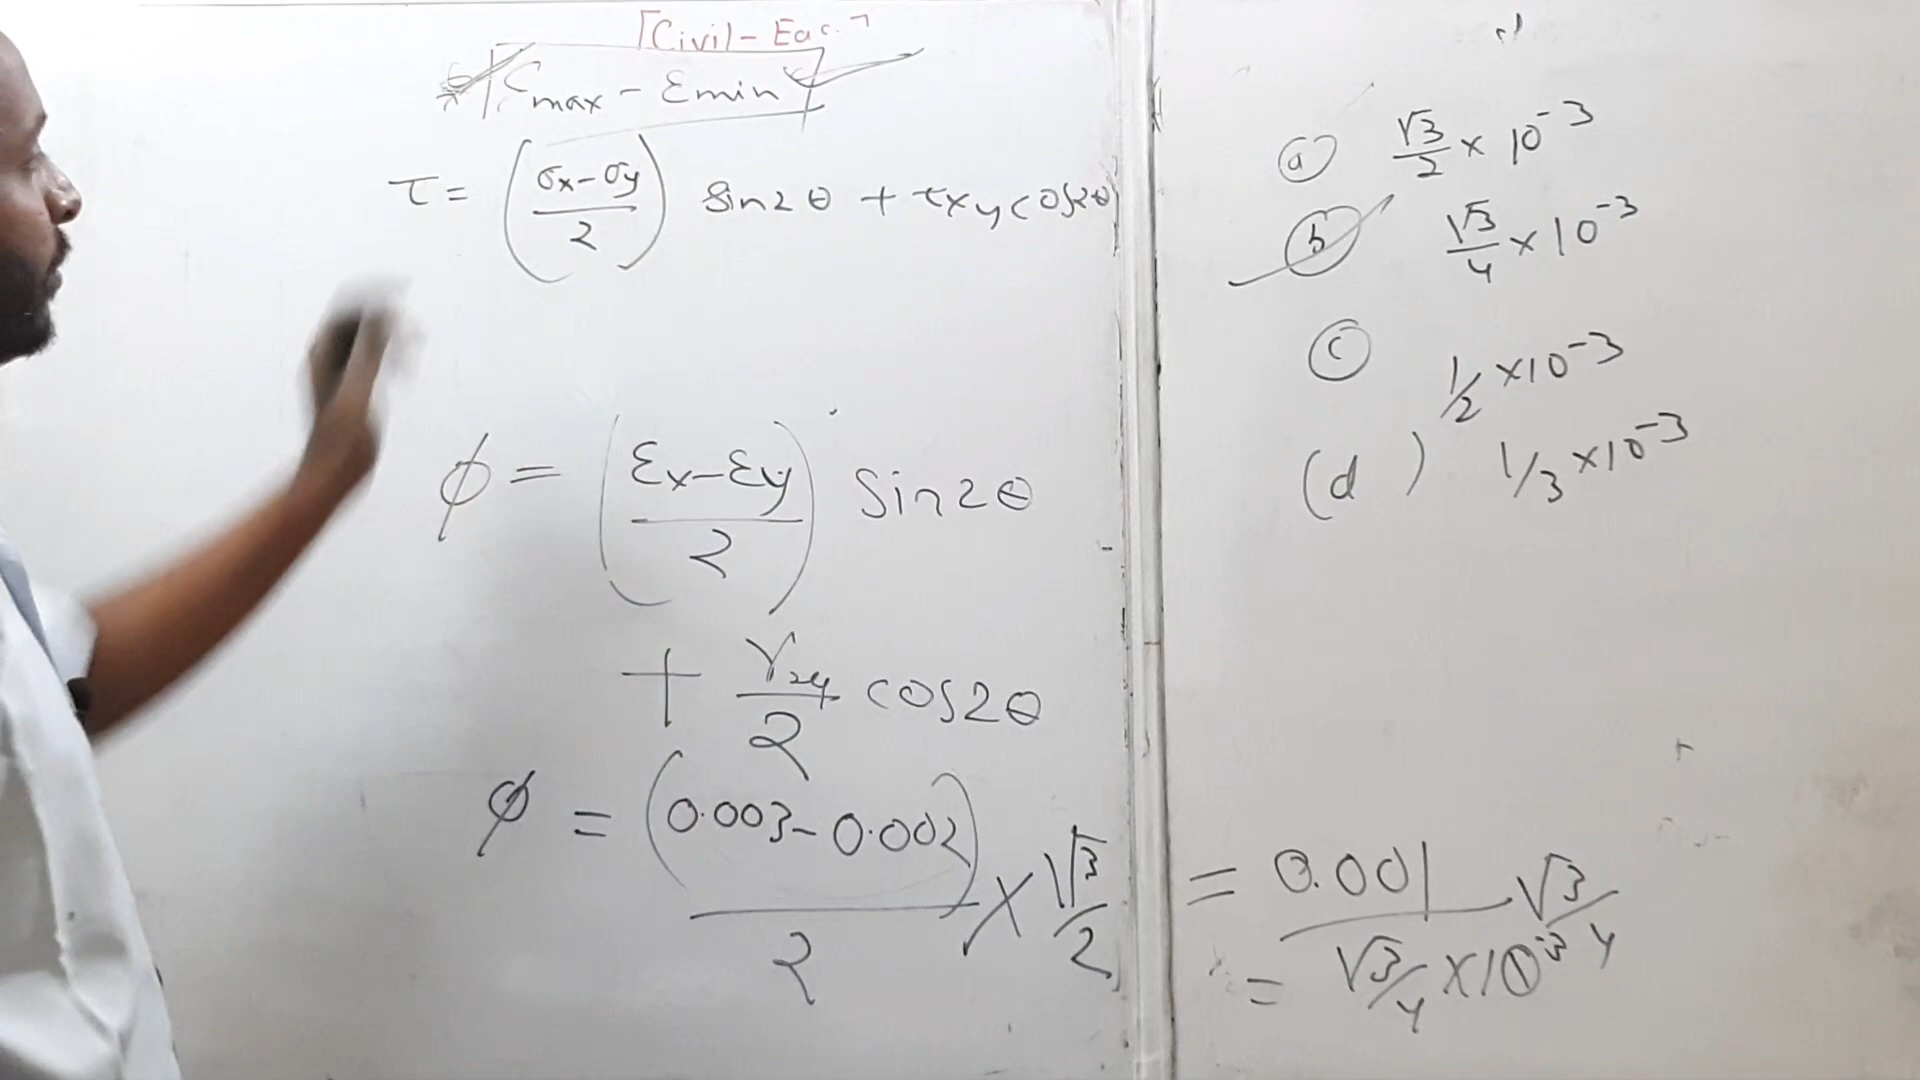 [Civil - Eac.]
εmax - εmin
τ = (σx-σy/2) sin2θ + τxy cos2θ
φ = (εx-εy/2) sin2θ
+ γxy/2 cos2θ
φ = (0.003-0.002)/2 × √3/2 = 0.001 √3/4
= √3/4 ×10^-3
(a) √3/2 × 10^-3
(b) √3/4 × 10^-3
(c) 1/2 ×10^-3
(d) 1/3 ×10^-3